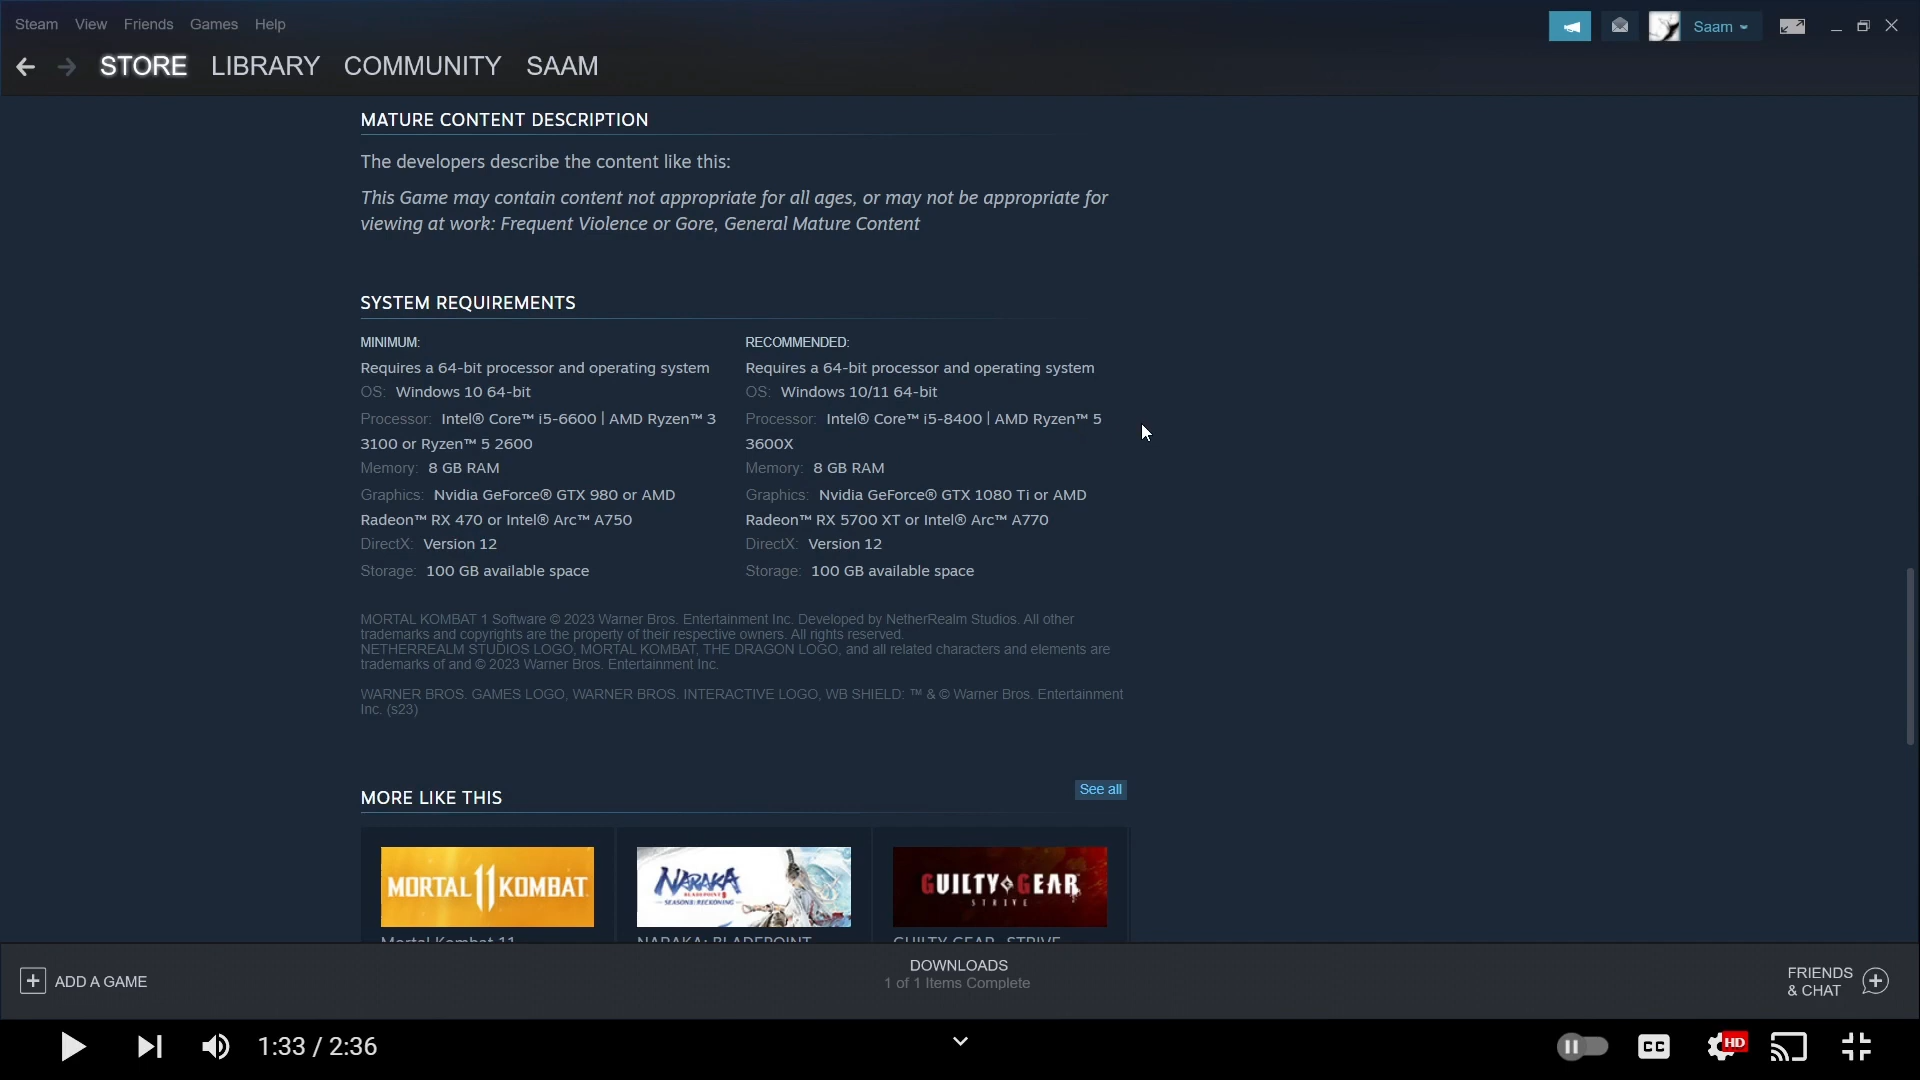 Steam View Friends Games Help
Saam
STORE LIBRARY COMMUNITY SAAM
MATURE CONTENT DESCRIPTION
The developers describe the content like this:
This Game may contain content not appropriate for all ages, or may not be appropriate for
viewing at work: Frequent Violence or Gore, General Mature Content
SYSTEM REQUIREMENTS
MINIMUM:
Requires a 64-bit processor and operating system
OS: Windows 10 64-bit
Processor: Intel® Core™ i5-6600 | AMD Ryzen™ 3
3100 or Ryzen™ 5 2600
Memory: 8 GB RAM
Graphics: Nvidia GeForce® GTX 980 or AMD
Radeon™ RX 470 or Intel® Arc™ A750
DirectX: Version 12
Storage: 100 GB available space
RECOMMENDED:
Requires a 64-bit processor and operating system
OS: Windows 10/11 64-bit
Processor: Intel® Core™ i5-8400 | AMD Ryzen™ 5
3600X
Memory: 8 GB RAM
Graphics: Nvidia GeForce® GTX 1080 Ti or AMD
Radeon™ RX 5700 XT or Intel® Arc™ A770
DirectX: Version 12
Storage: 100 GB available space
MORTAL KOMBAT 1 Software © 2023 Warner Bros. Entertainment Inc. Developed by NetherRealm Studios. All other
trademarks and copyrights are the property of their respective owners. All rights reserved.
NETHERREALM STUDIOS LOGO, MORTAL KOMBAT, THE DRAGON LOGO, and all related characters and elements are
trademarks of and © 2023 Warner Bros. Entertainment Inc.
WARNER BROS. GAMES LOGO, WARNER BROS. INTERACTIVE LOGO, WB SHIELD: ™ & © Warner Bros. Entertainment
Inc. (s23)
MORE LIKE THIS
See all
MORTAL 11 KOMBAT
NARAKA
BLADEPOINT
SEASON8: RECKONING
GUILTY GEAR
STRIVE
Mortal Kombat 11
NARAKA: BLADEPOINT
GUILTY GEAR -STRIVE-
ADD A GAME
DOWNLOADS
1 of 1 Items Complete
FRIENDS
& CHAT
1:33 / 2:36
CC
HD